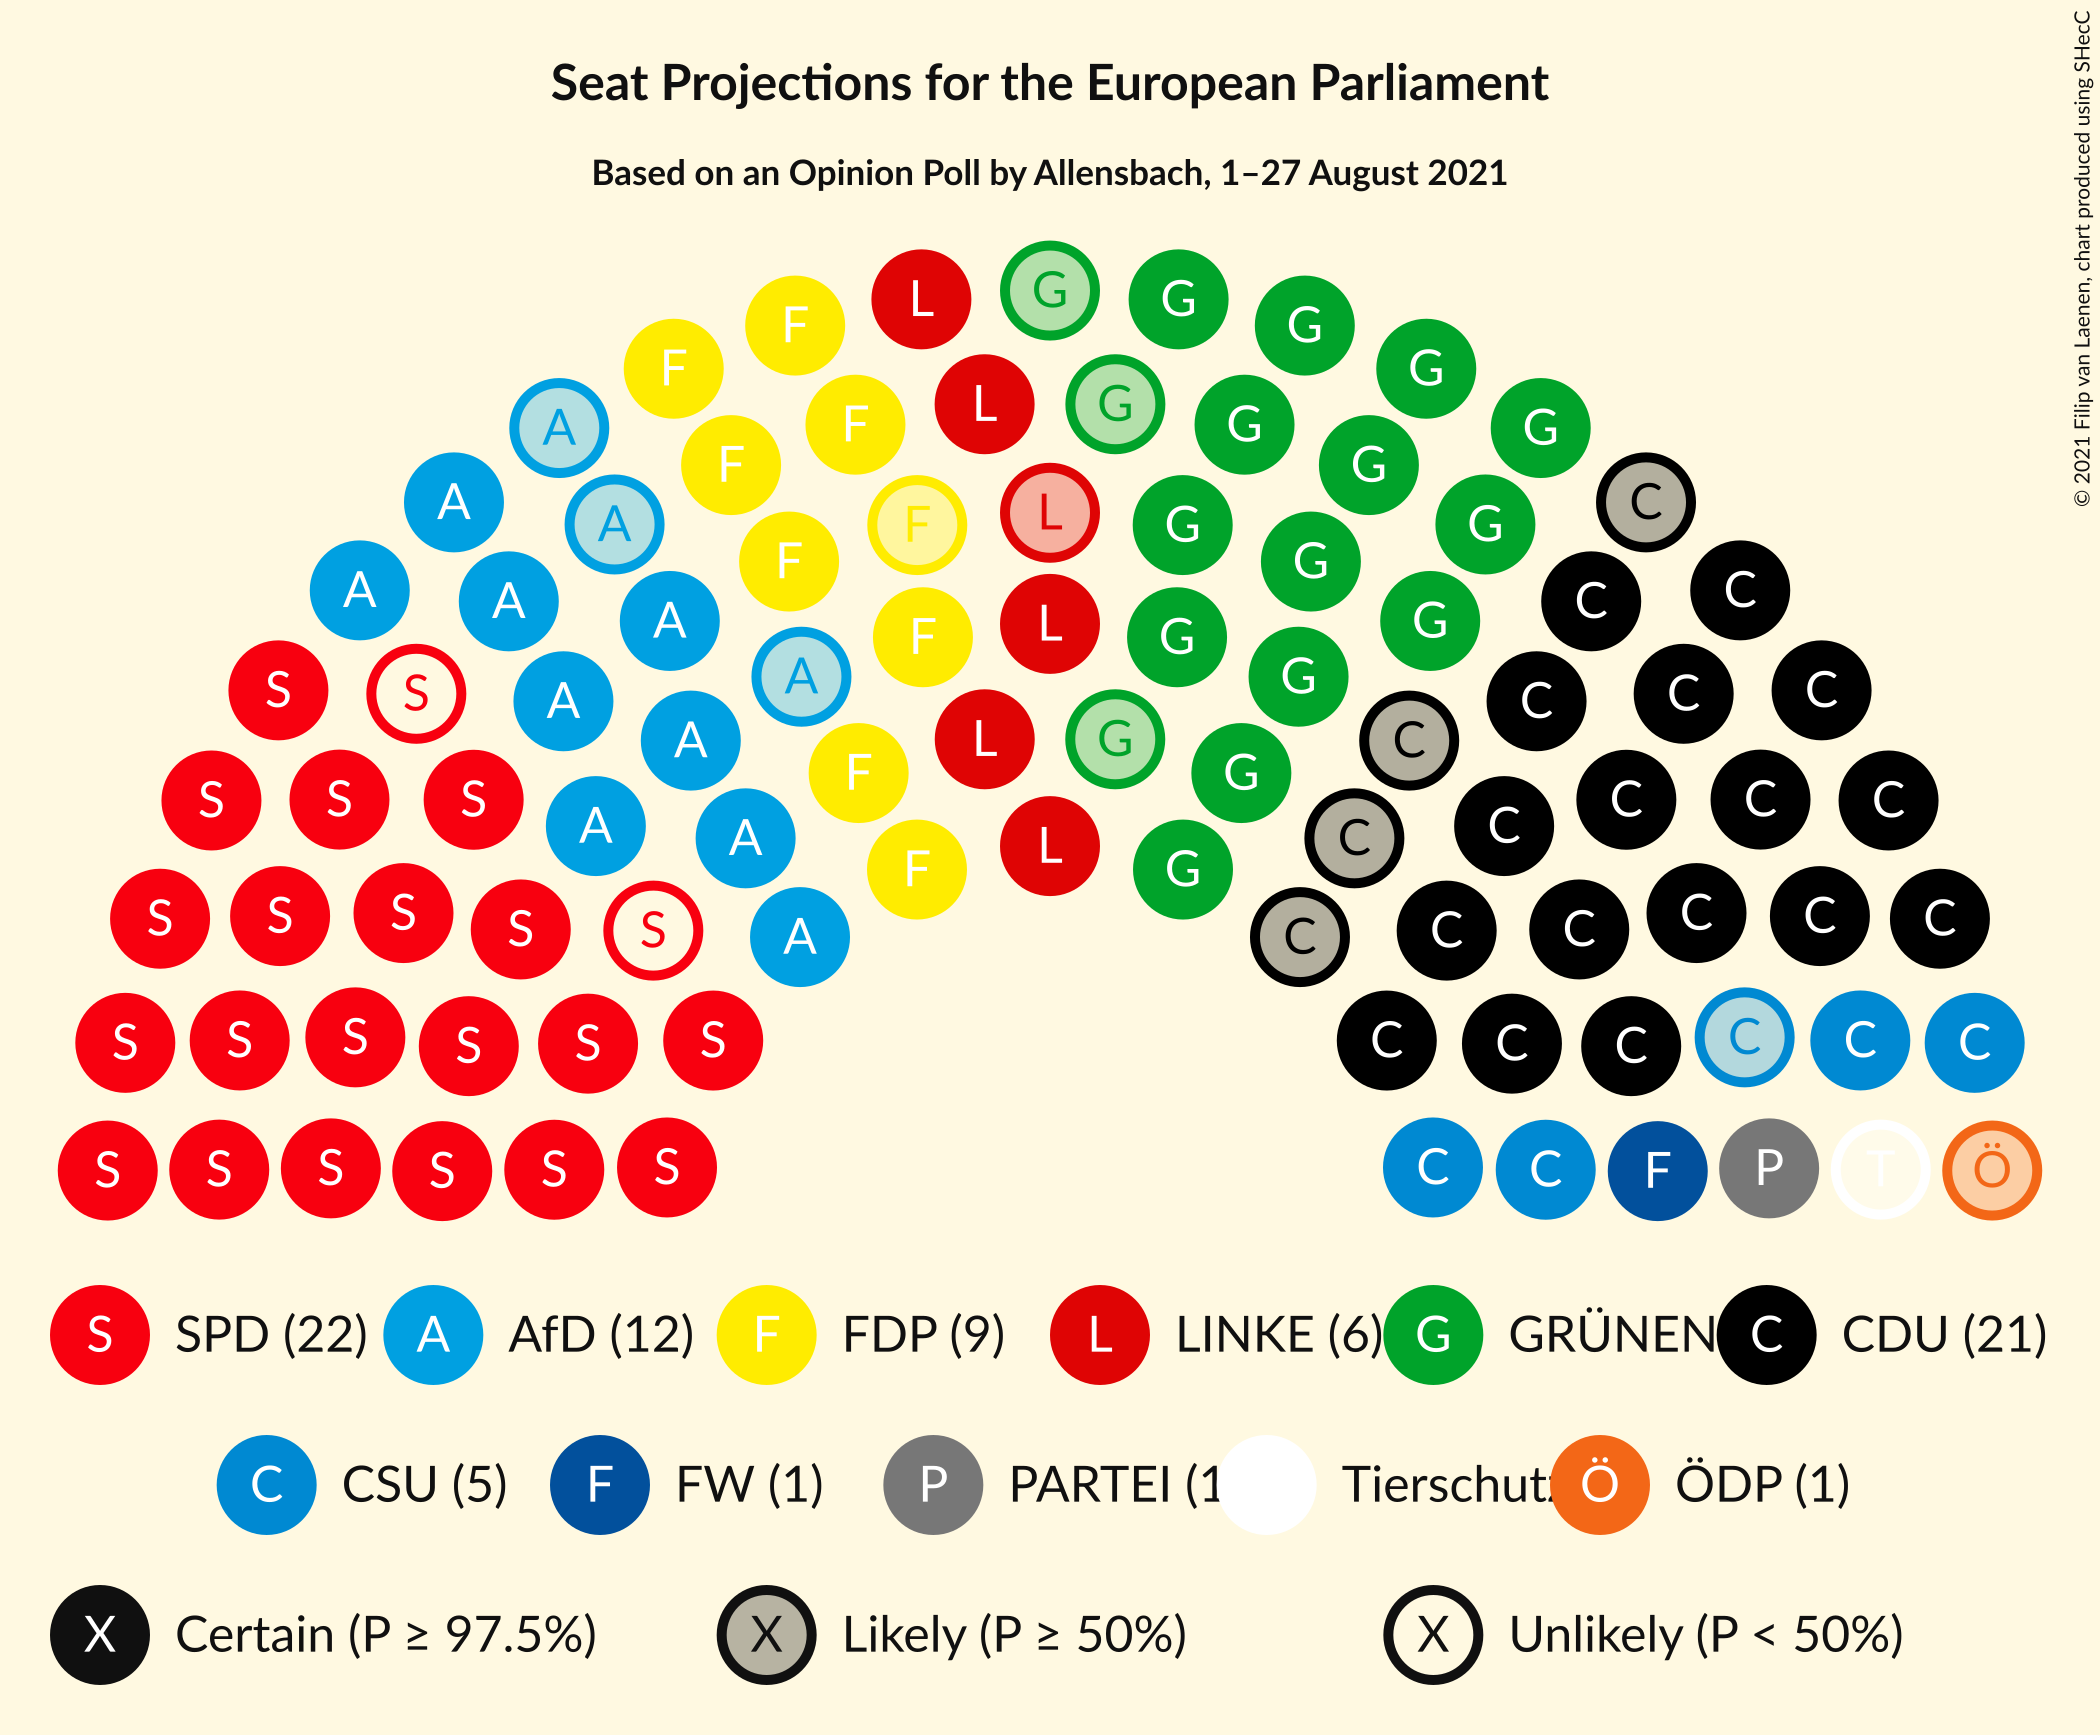 Seat Projections for the European Parliament
Based on an Opinion Poll by Allensbach, 1–27 August 2021
© 2021 Filip van Laenen, chart produced using SHecC
L G G
F G
F L G G
A F G G
A F G G
A F L G C
A F G G
A A G C C
A A F L G G
S S A A G C C C
A L G C
S S S A F G C C C C
A A L G C C
S S S S S A F G C C C C C C
S S S S S S C C C C C C
S S S S S S C C F P T Ö
S SPD (22) A AfD (12) F FDP (9) L LINKE (6) G GRÜNEN C CDU (21)
C CSU (5) F FW (1) P PARTEI (1 Tierschutz Ö ÖDP (1)
X Certain (P ≥ 97.5%) X Likely (P ≥ 50%) X Unlikely (P < 50%)